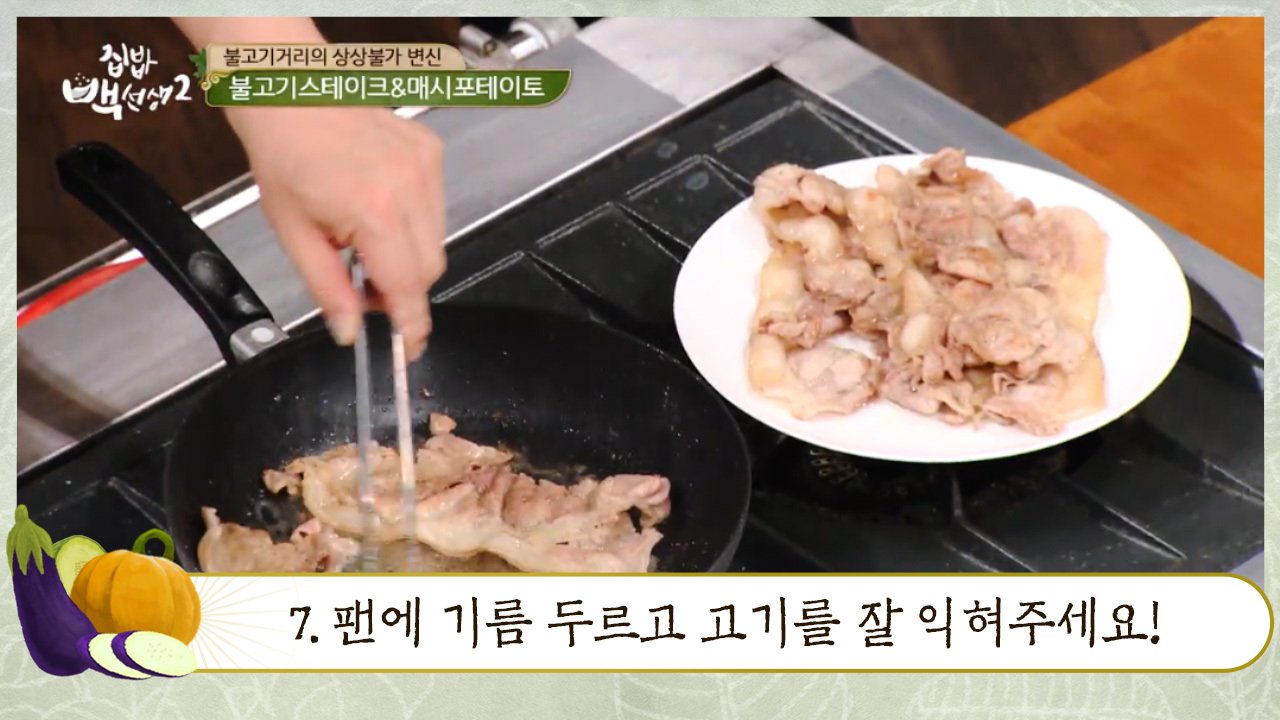 집밥
백선생2
불고기거리의 상상불가 변신
불고기스테이크&매시포테이토
7. 팬에 기름 두르고 고기를 잘 익혀주세요!